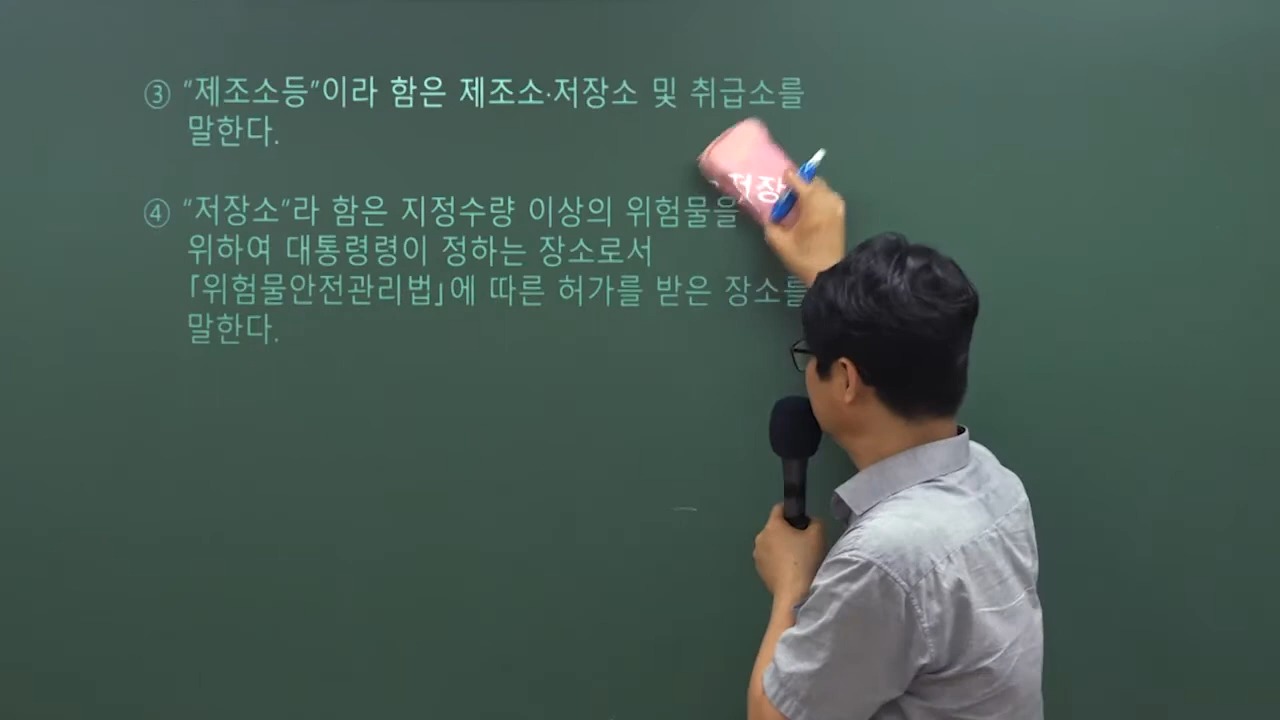 ③ “제조소등”이라 함은 제조소·저장소 및 취급소를
말한다.
④ “저장소”라 함은 지정수량 이상의 위험물을 저장
위하여 대통령령이 정하는 장소로서
「위험물안전관리법」에 따른 허가를 받은 장소를
말한다.